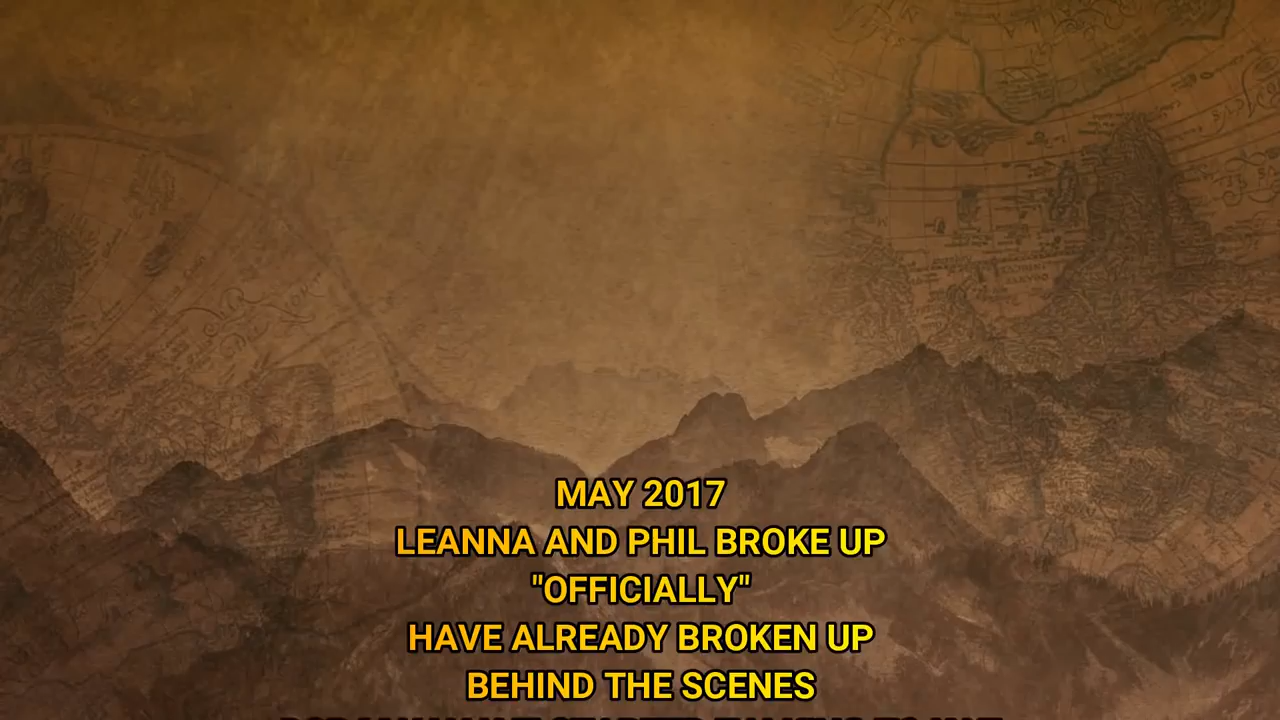 MAY 2017
LEANNA AND PHIL BROKE UP
"OFFICIALLY"
HAVE ALREADY BROKEN UP
BEHIND THE SCENES